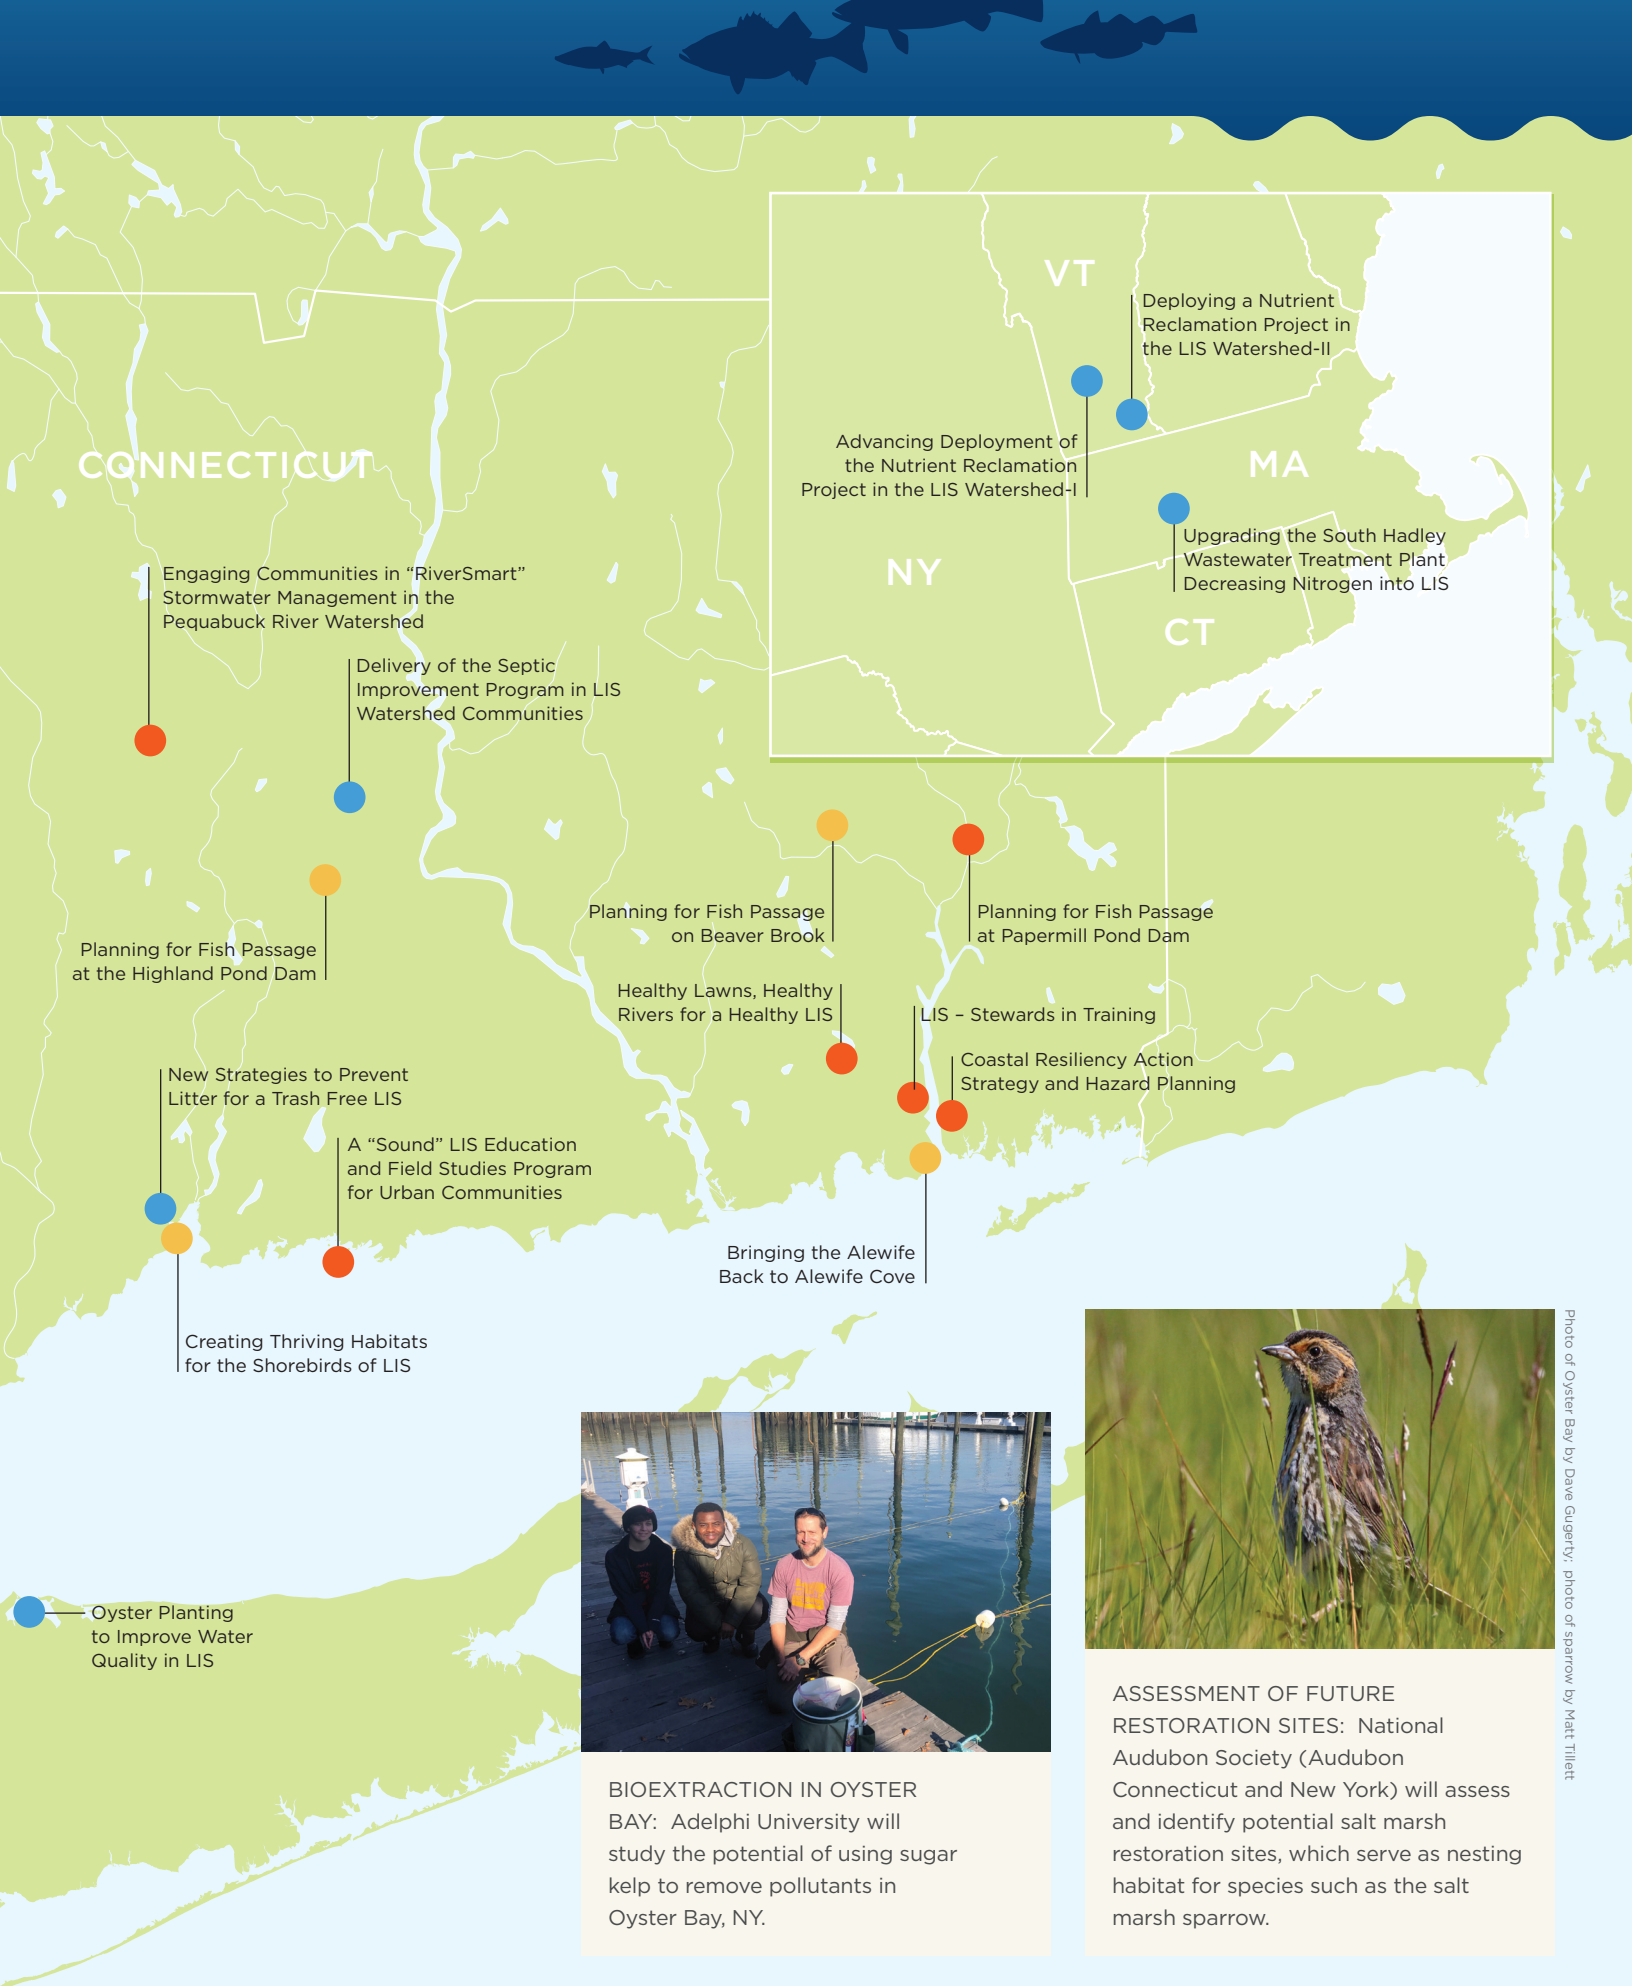 VT
Deploying a Nutrient
Reclamation Project in
the LIS Watershed-II
Advancing Deployment of
the Nutrient Reclamation
Project in the LIS Watershed-I
MA
Upgrading the South Hadley
Wastewater Treatment Plant
Decreasing Nitrogen into LIS
NY
CT
CONNECTICUT
Engaging Communities in “RiverSmart”
Stormwater Management in the
Pequabuck River Watershed
Delivery of the Septic
Improvement Program in LIS
Watershed Communities
Planning for Fish Passage
at the Highland Pond Dam
Planning for Fish Passage
on Beaver Brook
Planning for Fish Passage
at Papermill Pond Dam
Healthy Lawns, Healthy
Rivers for a Healthy LIS
LIS – Stewards in Training
Coastal Resiliency Action
Strategy and Hazard Planning
New Strategies to Prevent
Litter for a Trash Free LIS
A “Sound” LIS Education
and Field Studies Program
for Urban Communities
Bringing the Alewife
Back to Alewife Cove
Creating Thriving Habitats
for the Shorebirds of LIS
Oyster Planting
to Improve Water
Quality in LIS
BIOEXTRACTION IN OYSTER
BAY: Adelphi University will
study the potential of using sugar
kelp to remove pollutants in
Oyster Bay, NY.
ASSESSMENT OF FUTURE
RESTORATION SITES: National
Audubon Society (Audubon
Connecticut and New York) will assess
and identify potential salt marsh
restoration sites, which serve as nesting
habitat for species such as the salt
marsh sparrow.
Photo of Oyster Bay by Dave Gugerty; photo of sparrow by Matt Tillett